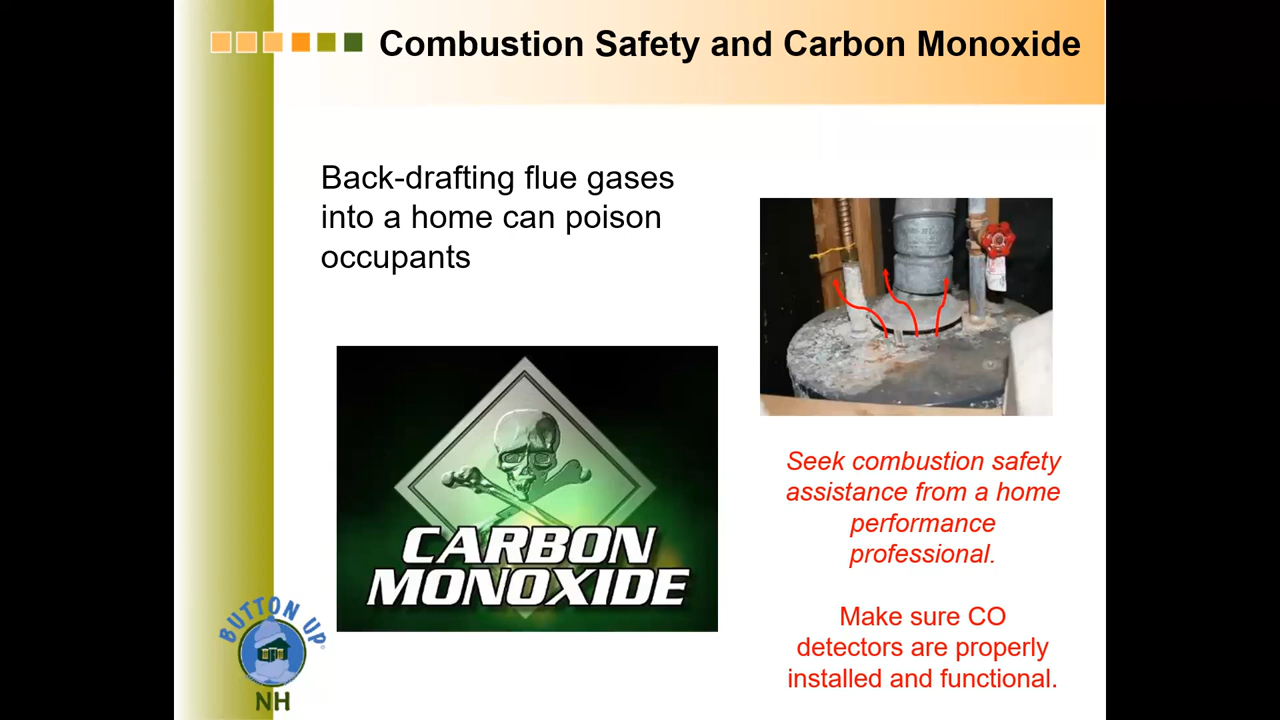 Combustion Safety and Carbon Monoxide
Back-drafting flue gases
into a home can poison
occupants
CARBON
MONOXIDE
Seek combustion safety
assistance from a home
performance
professional.
Make sure CO
detectors are properly
installed and functional.
BUTTON UP
NH